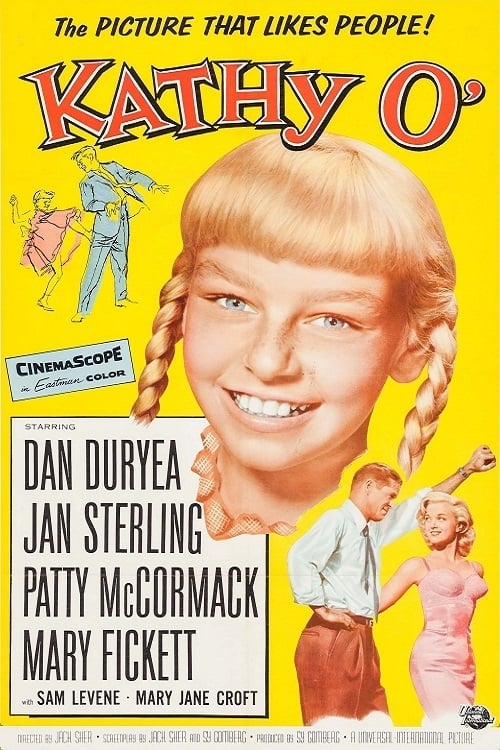 The PICTURE THAT LIKES PEOPLE!
KATHY O'
CINEMASCOPE
in Eastman COLOR
STARRING
DAN DURYEA
JAN STERLING
PATTY McCORMACK
MARY FICKETT
with SAM LEVENE · MARY JANE CROFT
DIRECTED BY JACK SHER · SCREENPLAY BY JACK SHER AND SY GOMBERG · PRODUCED BY SY GOMBERG · A UNIVERSAL-INTERNATIONAL PICTURE